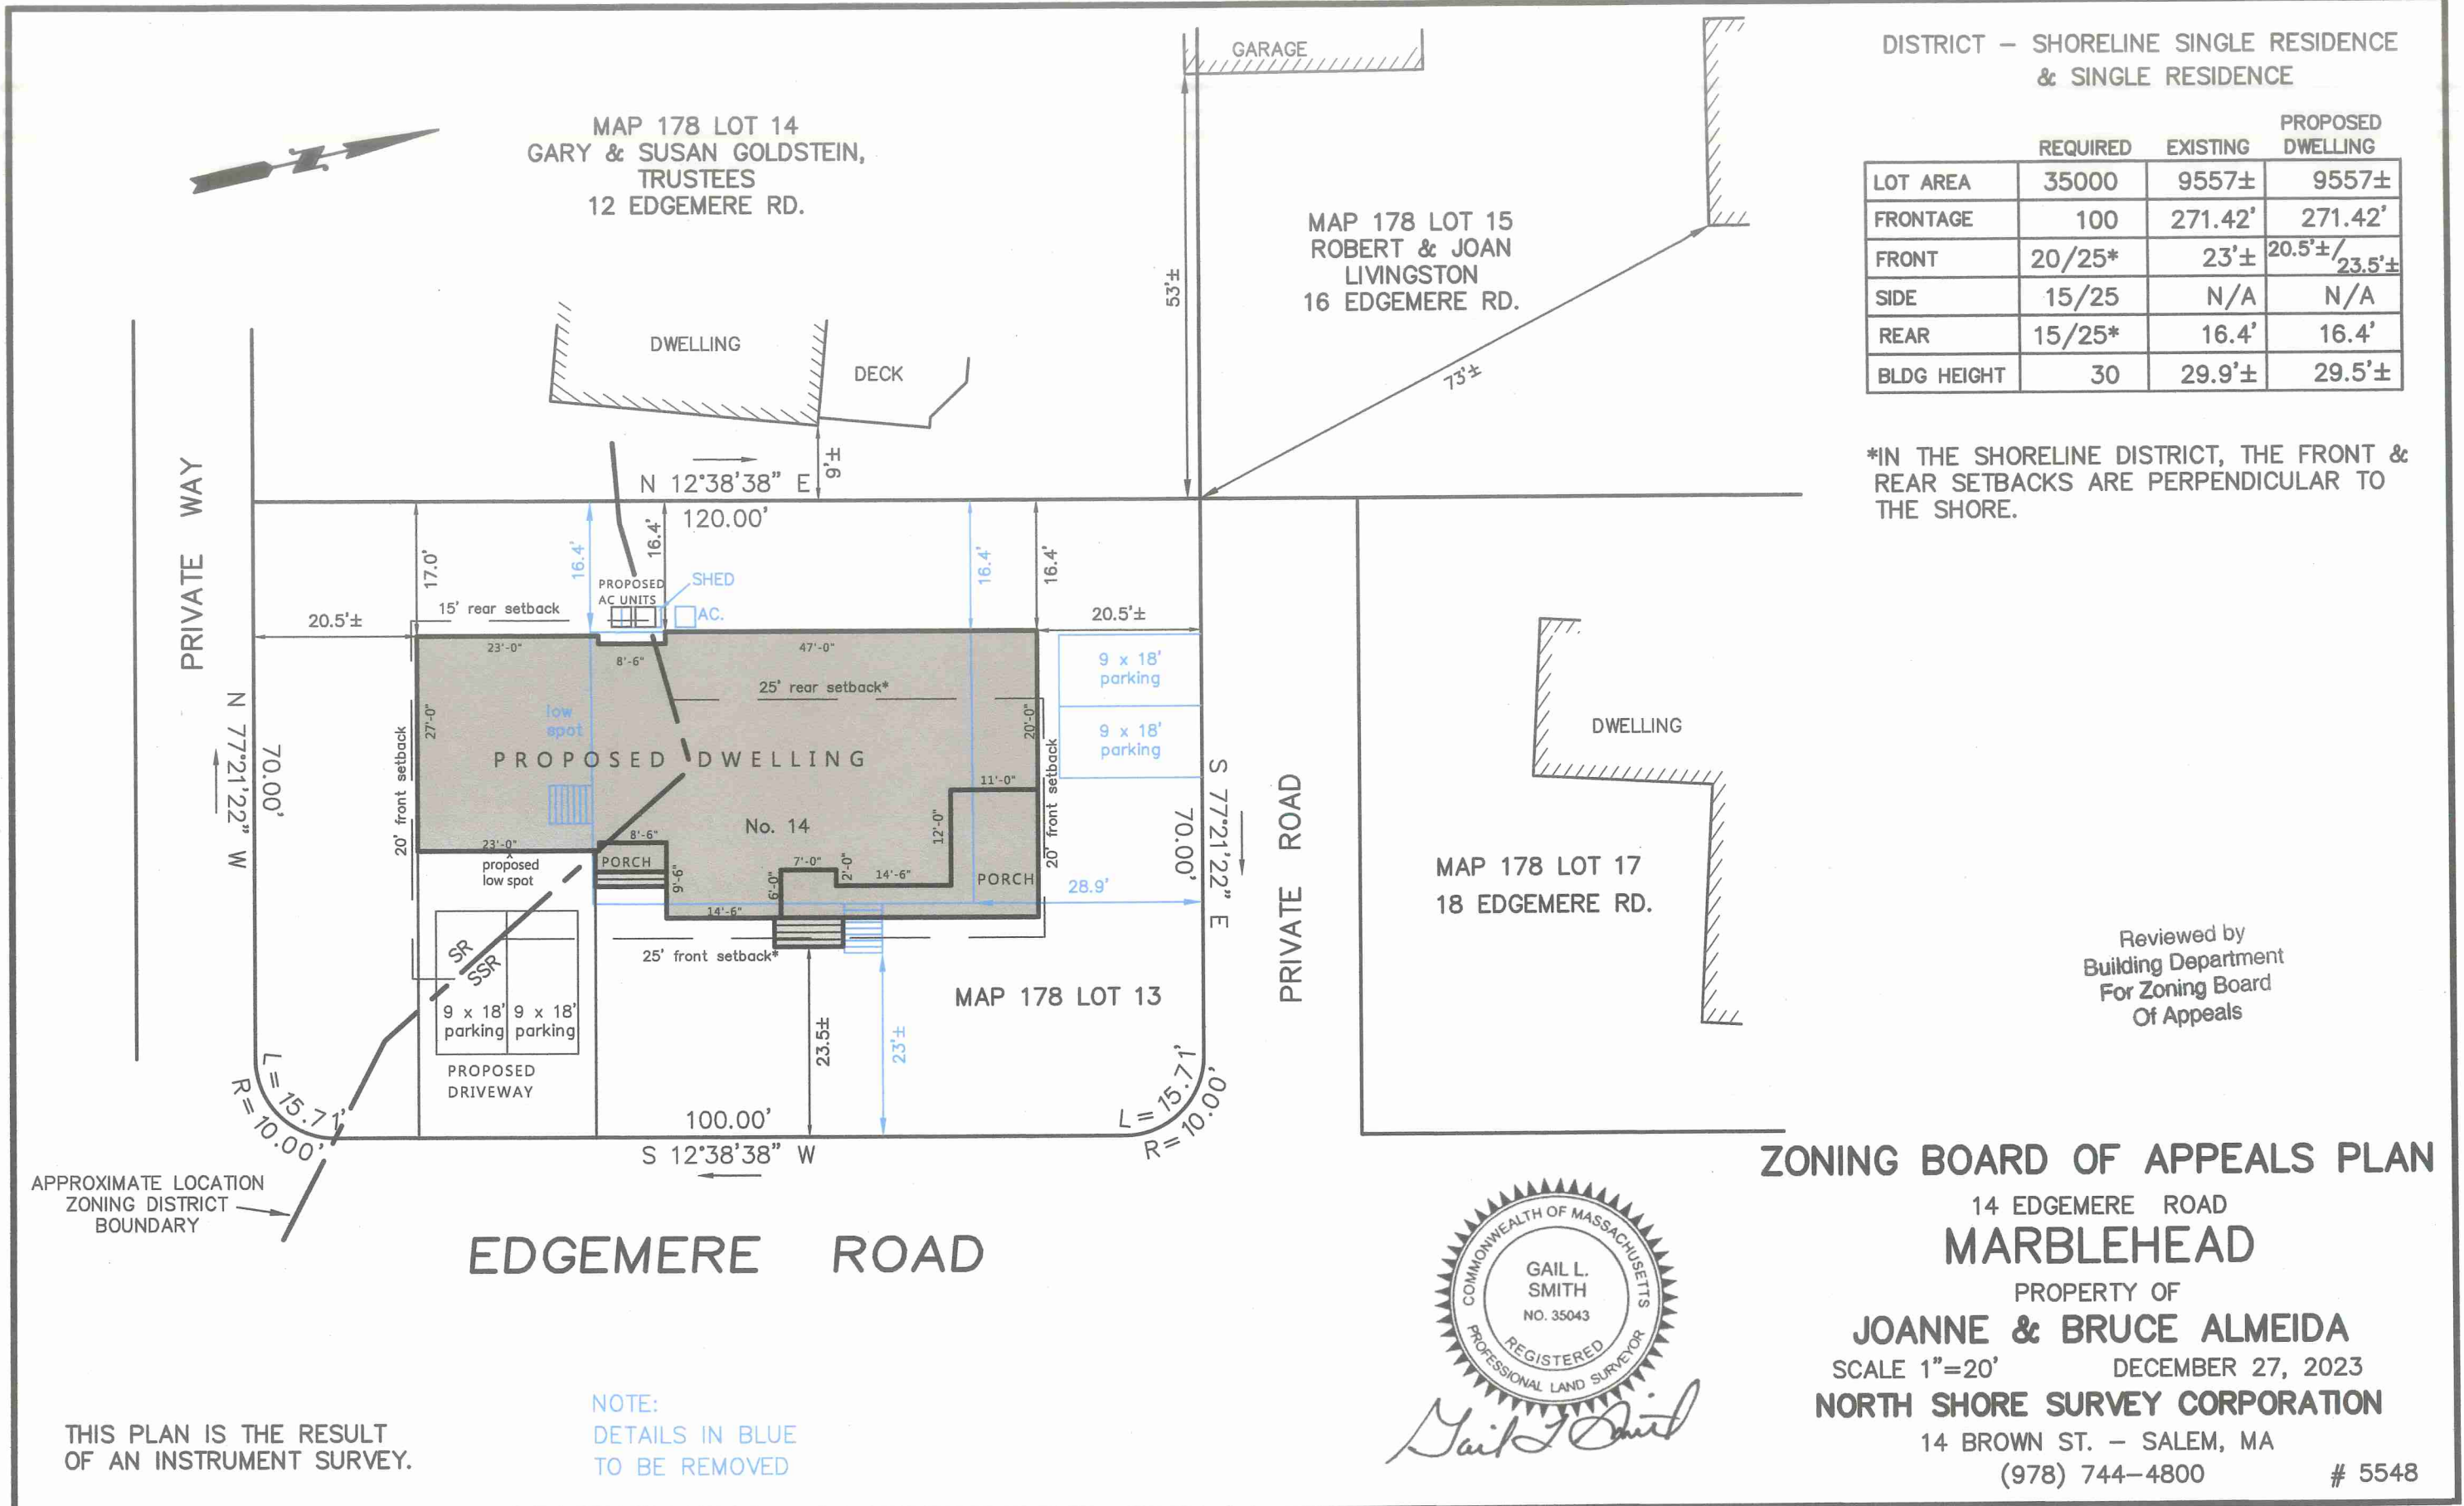 DISTRICT – SHORELINE SINGLE RESIDENCE
& SINGLE RESIDENCE
REQUIRED EXISTING PROPOSED DWELLING
LOT AREA 35000 9557± 9557±
FRONTAGE 100 271.42' 271.42'
FRONT 20/25* 23'± 20.5'±/23.5'±
SIDE 15/25 N/A N/A
REAR 15/25* 16.4' 16.4'
BLDG HEIGHT 30 29.9'± 29.5'±
*IN THE SHORELINE DISTRICT, THE FRONT &
REAR SETBACKS ARE PERPENDICULAR TO
THE SHORE.
GARAGE
MAP 178 LOT 14
GARY & SUSAN GOLDSTEIN,
TRUSTEES
12 EDGEMERE RD.
MAP 178 LOT 15
ROBERT & JOAN
LIVINGSTON
16 EDGEMERE RD.
53'±
73'±
DWELLING
DECK
9'±
N 12°38'38" E
120.00'
PRIVATE WAY
N 77°21'22" W
70.00'
17.0'
16.4'
16.4'
16.4'
16.4'
PROPOSED
AC UNITS
SHED
AC.
15' rear setback
20.5'±
20.5'±
23'-0"
8'-6"
47'-0"
25' rear setback*
9 x 18'
parking
9 x 18'
parking
27'-0"
low
spot
20'-0"
20' front setback
20' front setback
PROPOSED DWELLING
No. 14
11'-0"
12'-0"
8'-6"
PORCH
9'-6"
7'-0"
6'-0"
2'-0"
14'-6"
PORCH
14'-6"
28.9'
23'-0"
x
proposed
low spot
25' front setback*
SR
SSR
9 x 18'
parking
9 x 18'
parking
PROPOSED
DRIVEWAY
23.5±
23'±
MAP 178 LOT 13
S 77°21'22" E
70.00'
PRIVATE ROAD
DWELLING
MAP 178 LOT 17
18 EDGEMERE RD.
Reviewed by
Building Department
For Zoning Board
Of Appeals
L=15.71'
R=10.00'
100.00'
S 12°38'38" W
L=15.71'
R=10.00'
APPROXIMATE LOCATION
ZONING DISTRICT
BOUNDARY
EDGEMERE ROAD
NOTE:
DETAILS IN BLUE
TO BE REMOVED
THIS PLAN IS THE RESULT
OF AN INSTRUMENT SURVEY.
COMMONWEALTH OF MASSACHUSETTS
GAIL L.
SMITH
NO. 35043
REGISTERED
PROFESSIONAL LAND SURVEYOR
Gail L Smith
ZONING BOARD OF APPEALS PLAN
14 EDGEMERE ROAD
MARBLEHEAD
PROPERTY OF
JOANNE & BRUCE ALMEIDA
SCALE 1"=20' DECEMBER 27, 2023
NORTH SHORE SURVEY CORPORATION
14 BROWN ST. – SALEM, MA
(978) 744–4800 # 5548